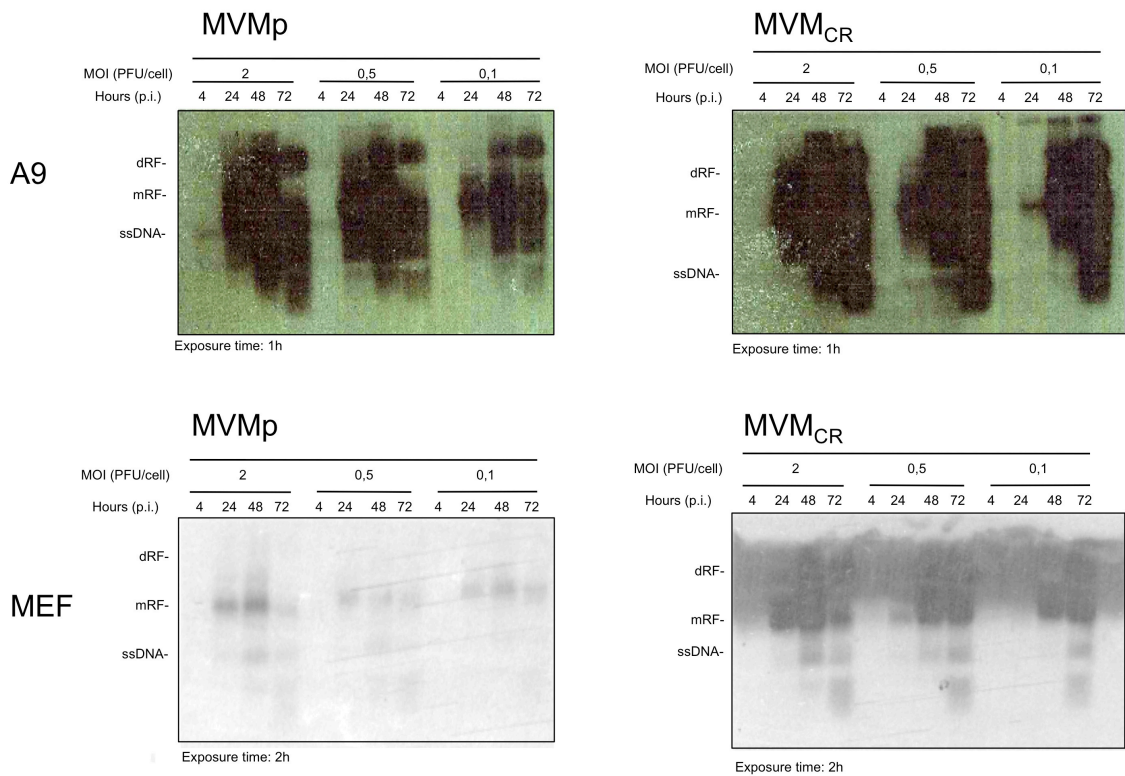 MVMp
MOI (PFU/cell) 2 0,5 0,1
Hours (p.i.) 4 24 48 72 4 24 48 72 4 24 48 72
A9
dRF-
mRF-
ssDNA-
Exposure time: 1h
MVMCR
MOI (PFU/cell) 2 0,5 0,1
Hours (p.i.) 4 24 48 72 4 24 48 72 4 24 48 72
dRF-
mRF-
ssDNA-
Exposure time: 1h
MVMp
MOI (PFU/cell) 2 0,5 0,1
Hours (p.i.) 4 24 48 72 4 24 48 72 4 24 48 72
MEF
dRF-
mRF-
ssDNA-
Exposure time: 2h
MVMCR
MOI (PFU/cell) 2 0,5 0,1
Hours (p.i.) 4 24 48 72 4 24 48 72 4 24 48 72
dRF-
mRF-
ssDNA-
Exposure time: 2h